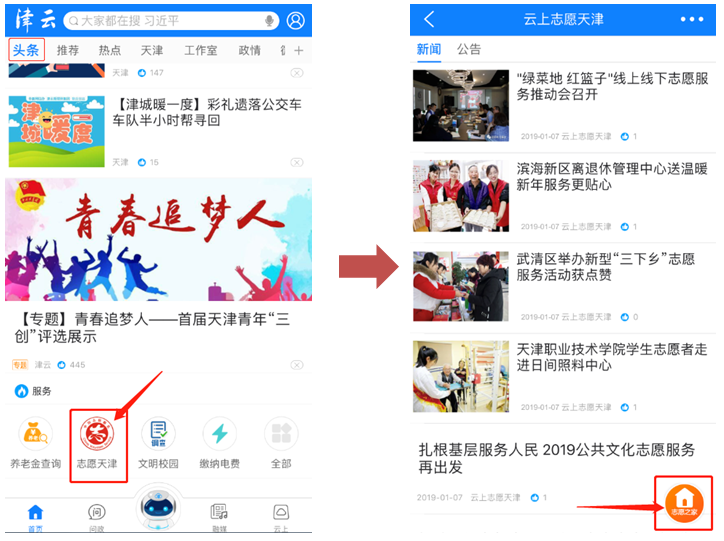 津云
大家都在搜 习近平
头条 推荐 热点 天津 工作室 政情
天津 147
津城暖一度
【津城暖一度】彩礼遗落公交车
车队半小时帮寻回
天津 15
青春追梦人
【专题】青春追梦人——首届天津青年“三
创”评选展示
专题 津云 445
服务
志
养老金查询 志愿天津 文明校园 缴纳电费 全部
首页 问政 融媒 云上
云上志愿天津
新闻 公告
"绿菜地 红篮子"线上线下志愿服
务推动会召开
2019-01-07 云上志愿天津 1
滨海新区离退休管理中心送温暖
新年服务更贴心
2019-01-07 云上志愿天津 1
武清区举办新型“三下乡”志愿
服务活动获点赞
2019-01-07 云上志愿天津 0
天津职业技术学院学生志愿者走
进日间照料中心
2019-01-07 云上志愿天津 1
扎根基层服务人民 2019公共文化志愿服务
再出发
2019-01-07 云上志愿天津 1
志愿之家